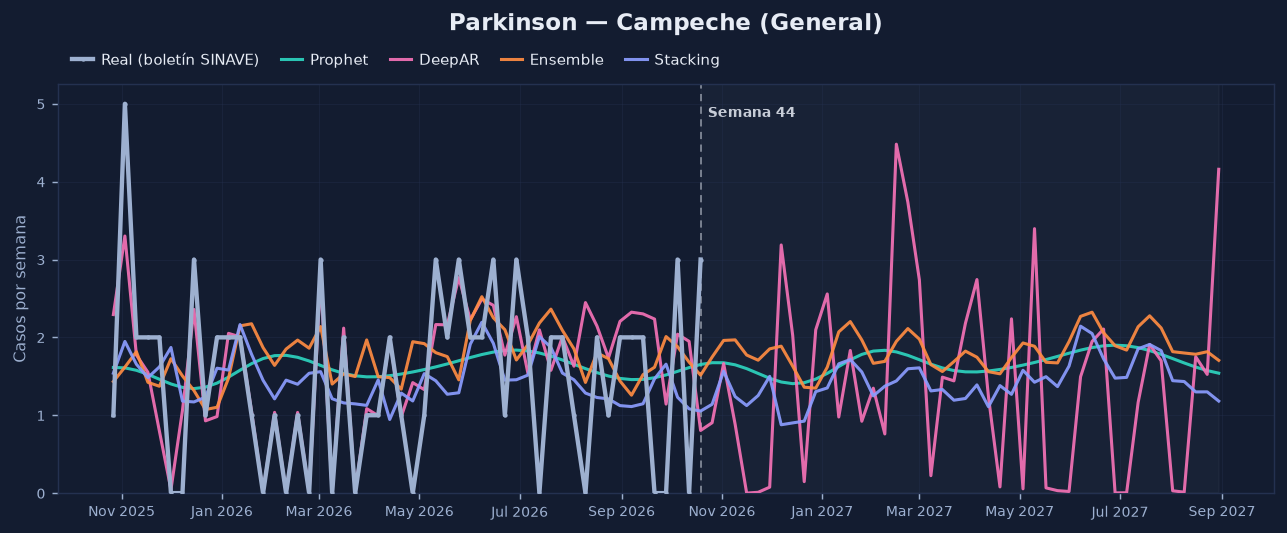 Parkinson — Campeche (General)
Real (boletín SINAVE) Prophet DeepAR Ensemble Stacking
Semana 44
Casos por semana
5
4
3
2
1
0
Nov 2025 Jan 2026 Mar 2026 May 2026 Jul 2026 Sep 2026 Nov 2026 Jan 2027 Mar 2027 May 2027 Jul 2027 Sep 2027